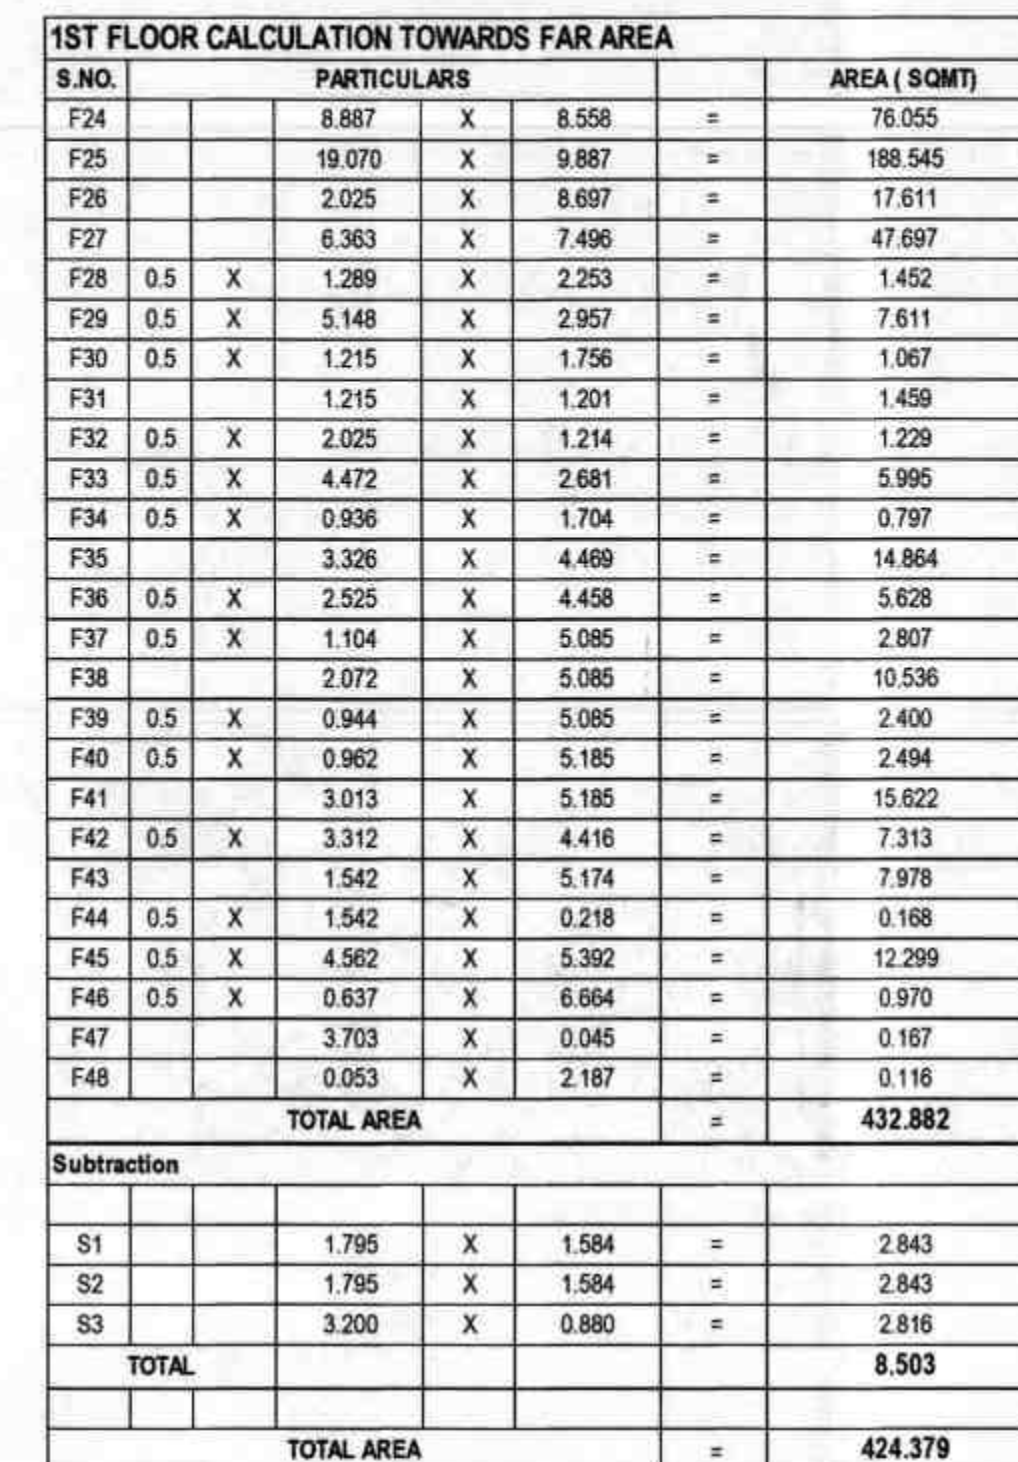 1ST FLOOR CALCULATION TOWARDS FAR AREA
S.NO. PARTICULARS AREA ( SQMT)
F24 8.887 X 8.558 = 76.055
F25 19.070 X 9.887 = 188.545
F26 2.025 X 8.697 = 17.611
F27 6.363 X 7.496 = 47.697
F28 0.5 X 1.289 X 2.253 = 1.452
F29 0.5 X 5.148 X 2.957 = 7.611
F30 0.5 X 1.215 X 1.756 = 1.067
F31 1.215 X 1.201 = 1.459
F32 0.5 X 2.025 X 1.214 = 1.229
F33 0.5 X 4.472 X 2.681 = 5.995
F34 0.5 X 0.936 X 1.704 = 0.797
F35 3.326 X 4.469 = 14.864
F36 0.5 X 2.525 X 4.458 = 5.628
F37 0.5 X 1.104 X 5.085 = 2.807
F38 2.072 X 5.085 = 10.536
F39 0.5 X 0.944 X 5.085 = 2.400
F40 0.5 X 0.962 X 5.185 = 2.494
F41 3.013 X 5.185 = 15.622
F42 0.5 X 3.312 X 4.416 = 7.313
F43 1.542 X 5.174 = 7.978
F44 0.5 X 1.542 X 0.218 = 0.168
F45 0.5 X 4.562 X 5.392 = 12.299
F46 0.5 X 0.637 X 6.664 = 0.970
F47 3.703 X 0.045 = 0.167
F48 0.053 X 2.187 = 0.116
TOTAL AREA = 432.882
Subtraction
S1 1.795 X 1.584 = 2.843
S2 1.795 X 1.584 = 2.843
S3 3.200 X 0.880 = 2.816
TOTAL 8.503
TOTAL AREA = 424.379